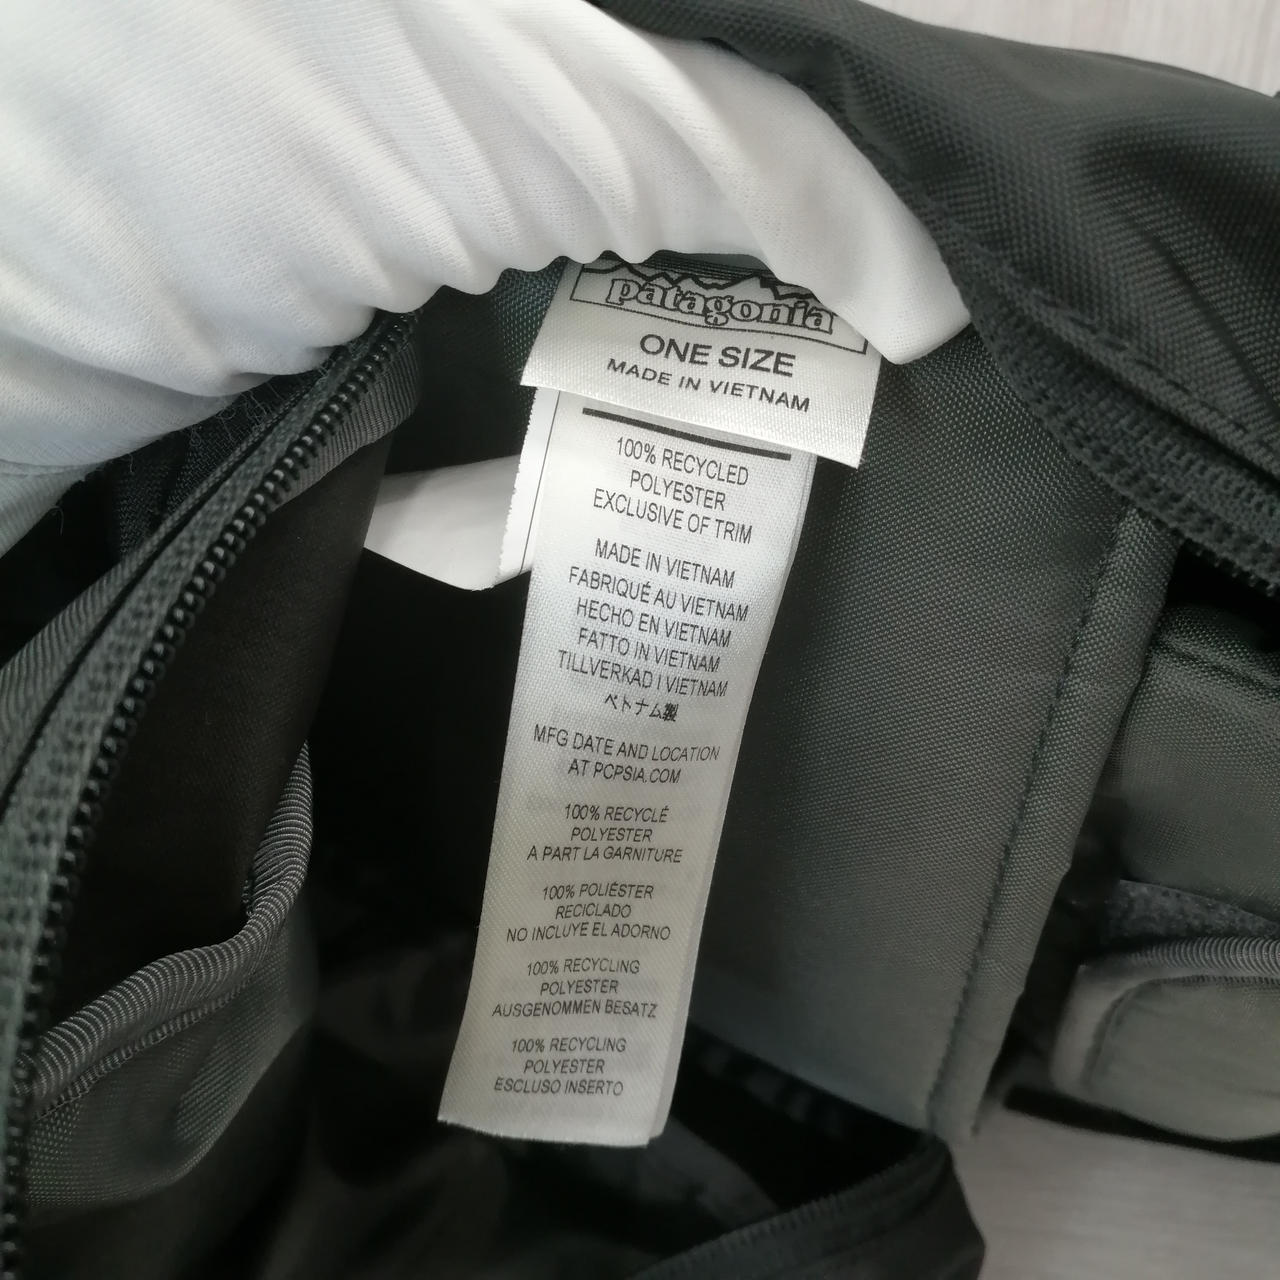 patagonia
ONE SIZE
MADE IN VIETNAM
100% RECYCLED
POLYESTER
EXCLUSIVE OF TRIM
MADE IN VIETNAM
FABRIQUÉ AU VIETNAM
HECHO EN VIETNAM
FATTO IN VIETNAM
TILLVERKAD I VIETNAM
ベトナム製
MFG DATE AND LOCATION
AT PCPSIA.COM
100% RECYCLÉ
POLYESTER
A PART LA GARNITURE
100% POLIÉSTER
RECICLADO
NO INCLUYE EL ADORNO
100% RECYCLING
POLYESTER
AUSGENOMMEN BESATZ
100% RECYCLING
POLYESTER
ESCLUSO INSERTO